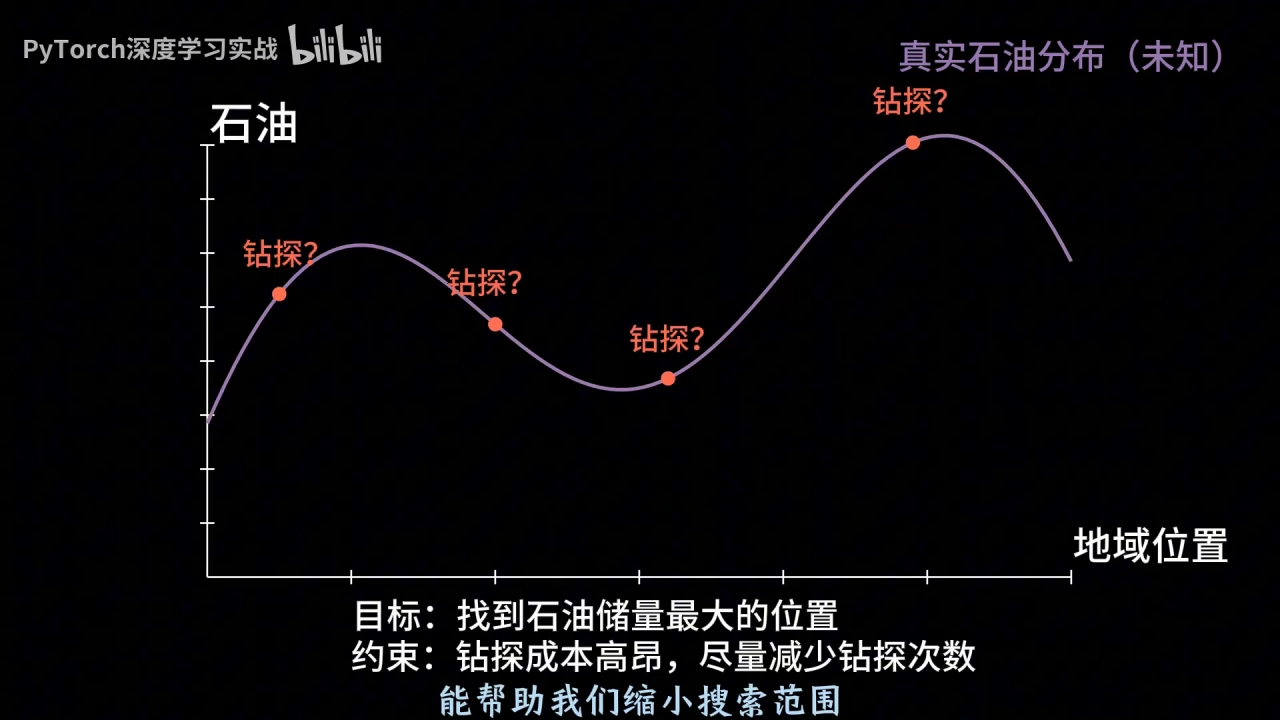 PyTorch深度学习实战 bilibili
真实石油分布（未知）
钻探？
石油
钻探？
钻探？
钻探？
地域位置
目标：找到石油储量最大的位置
约束：钻探成本高昂，尽量减少钻探次数
能帮助我们缩小搜索范围